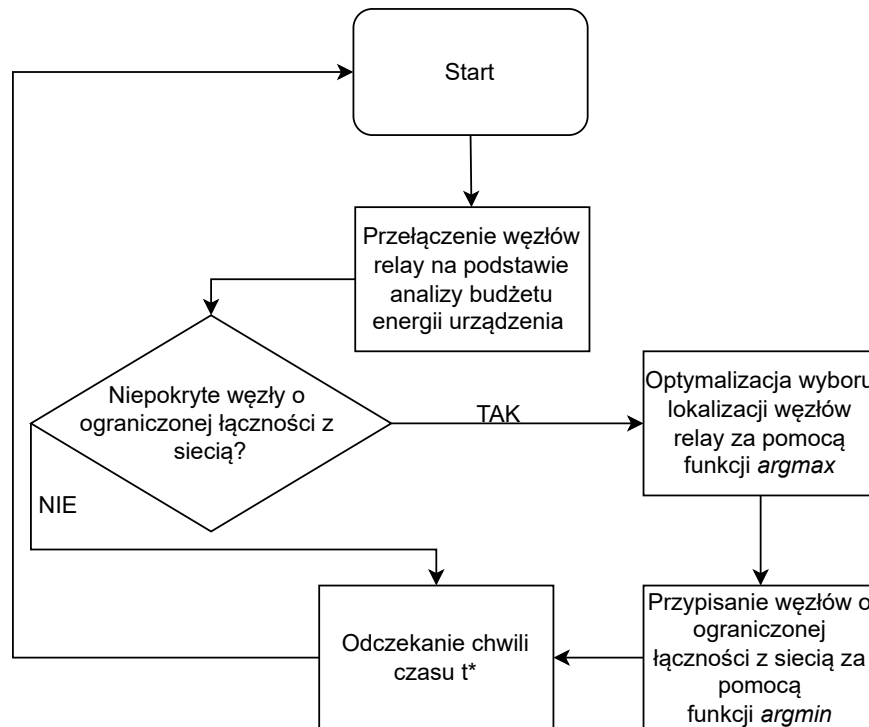 Start
Przełączenie węzłów
relay na podstawie
analizy budżetu
energii urządzenia
Niepokryte węzły o
ograniczonej łączności z
siecią?
TAK
Optymalizacja wyboru
lokalizacji węzłów
relay za pomocą
funkcji argmax
NIE
Odczekanie chwili
czasu t*
Przypisanie węzłów o
ograniczonej
łączności z siecią za
pomocą
funkcji argmin